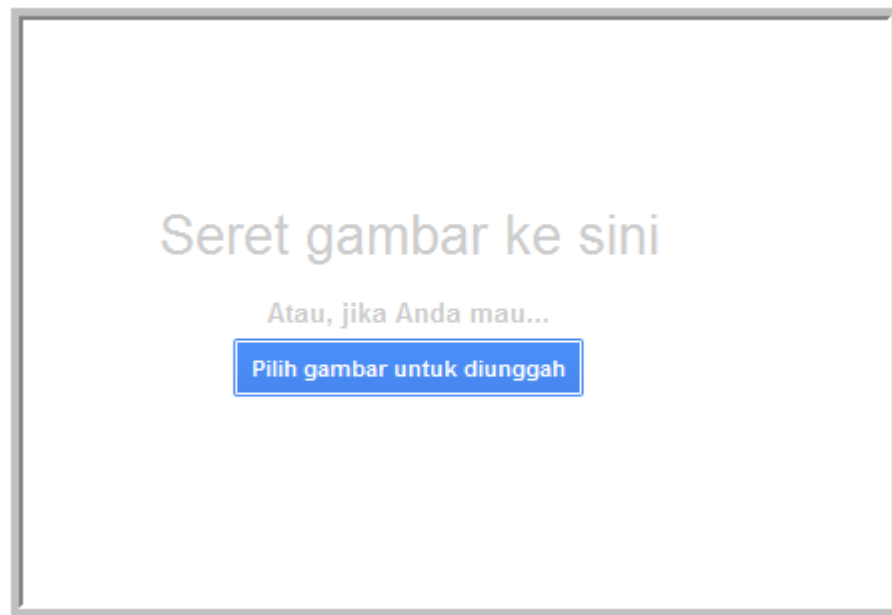 Seret gambar ke sini
Atau, jika Anda mau...
Pilih gambar untuk diunggah